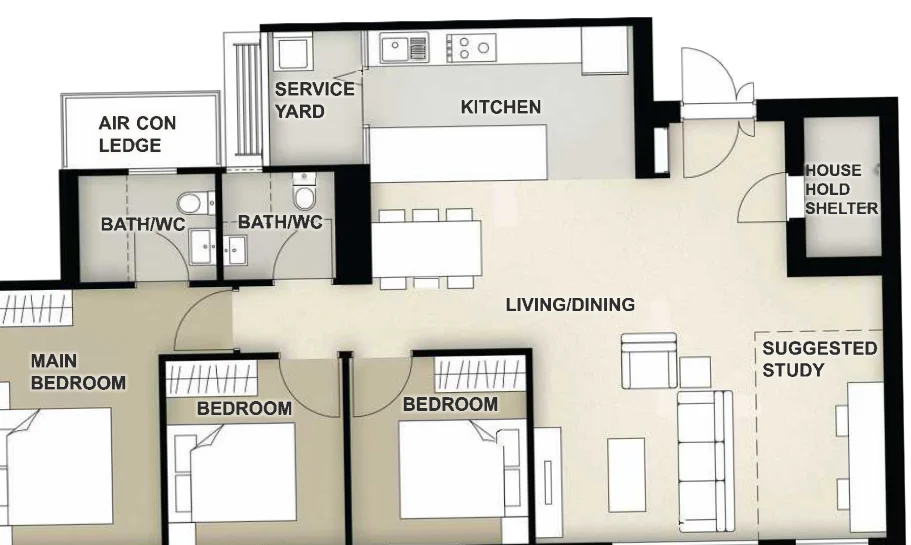 SERVICE
YARD
KITCHEN
AIR CON
LEDGE
HOUSE
HOLD
SHELTER
BATH/WC
BATH/WC
LIVING/DINING
MAIN
BEDROOM
SUGGESTED
STUDY
BEDROOM
BEDROOM